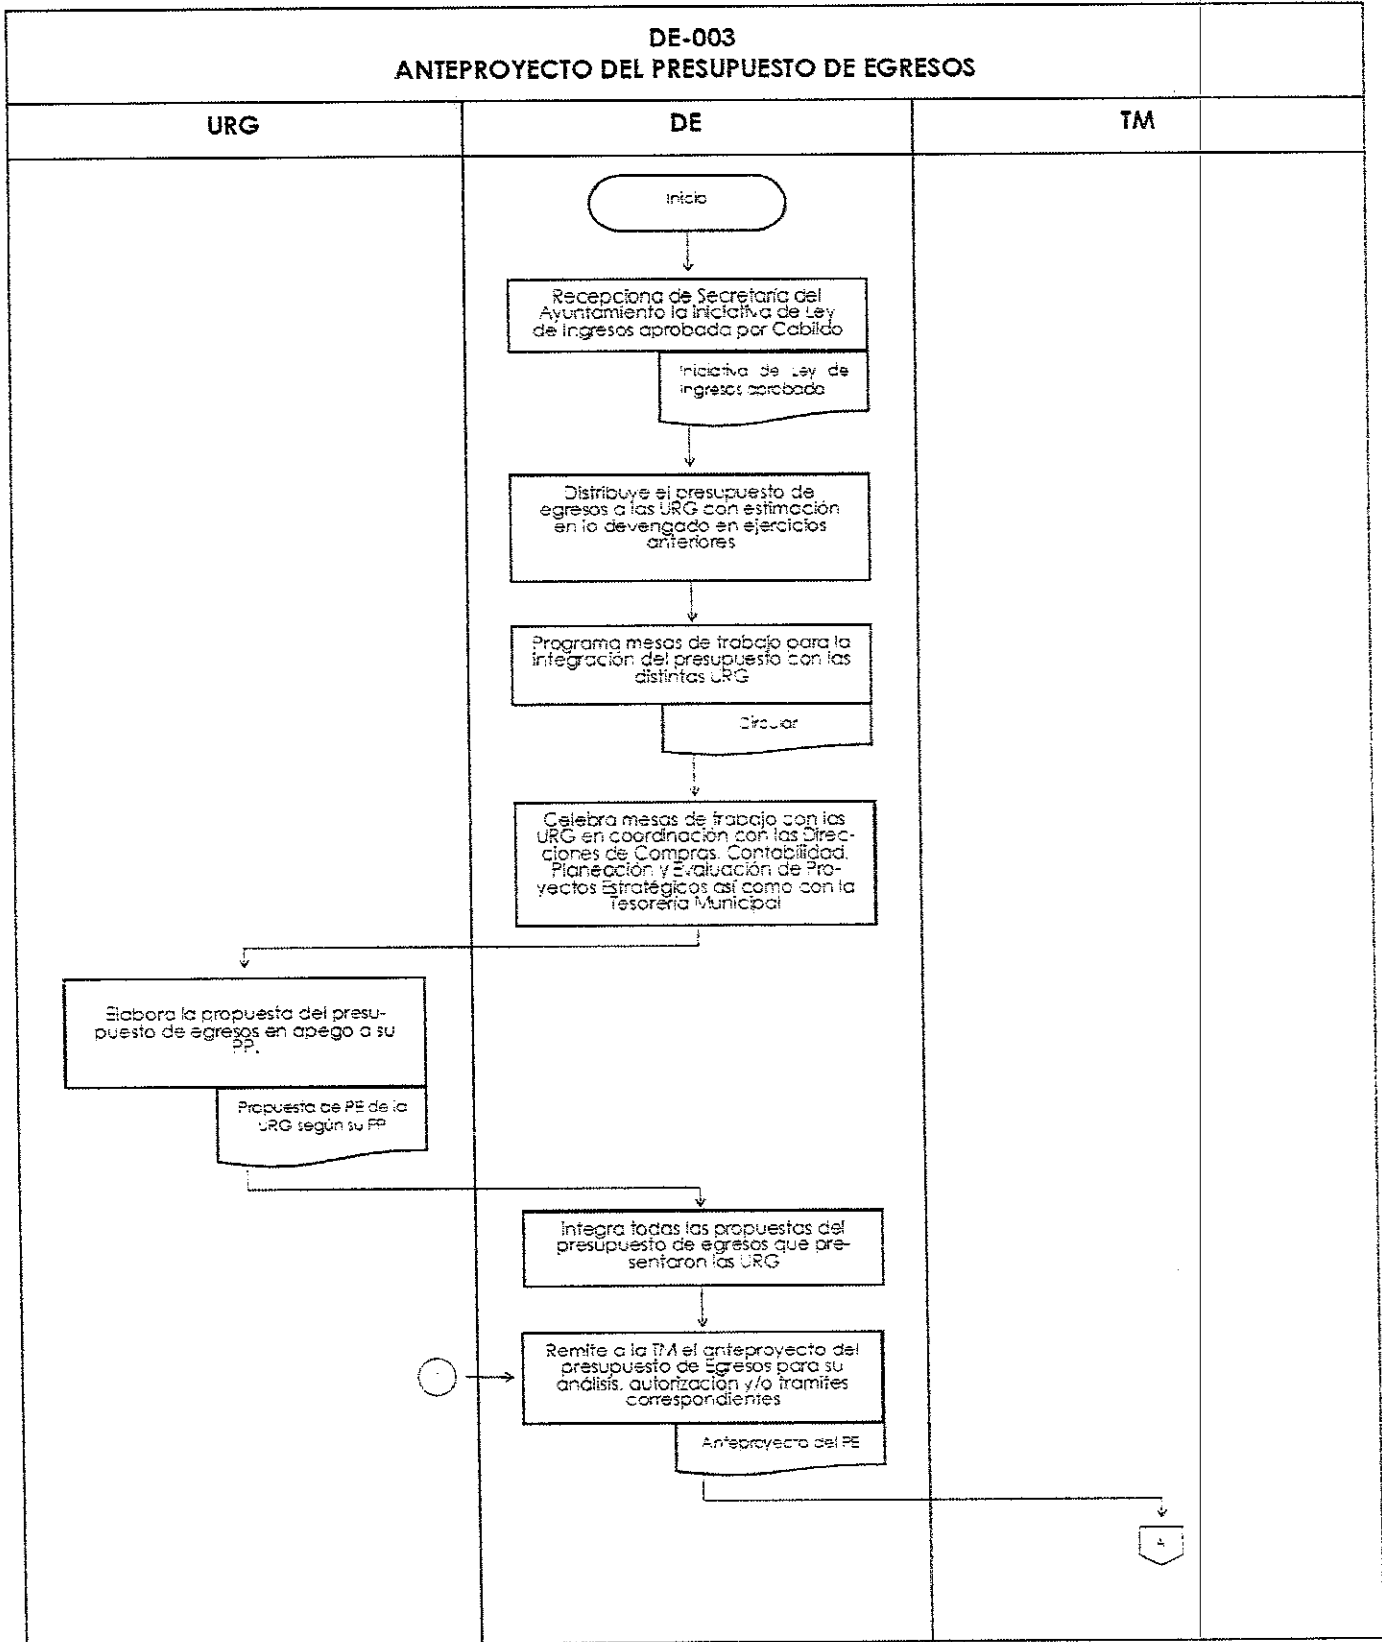 DE-003
ANTEPROYECTO DEL PRESUPUESTO DE EGRESOS
URG
DE
TM
Inicio
Recepciona de Secretaría del
Ayuntamiento la iniciativa de Ley
de Ingresos aprobada por Cabildo
Iniciativa de Ley de
Ingresos aprobada
Distribuye el presupuesto de
egresos a las URG con estimación
en lo devengado en ejercicios
anteriores
Programa mesas de trabajo para la
integración del presupuesto con las
distintas URG
Circular
Celebra mesas de trabajo con las
URG en coordinación con las Direc-
ciones de Compras, Contabilidad,
Planeación y Evaluación de Pro-
yectos Estratégicos así como con la
Tesorería Municipal
Elabora la propuesta del presu-
puesto de egresos en apego a su
PP.
Propuesta de PE de la
URG según su PP
Integra todas las propuestas del
presupuesto de egresos que pre-
sentaron las URG
Remite a la TM el anteproyecto del
presupuesto de Egresos para su
análisis, autorización y/o tramites
correspondientes
Anteproyecto del PE
A